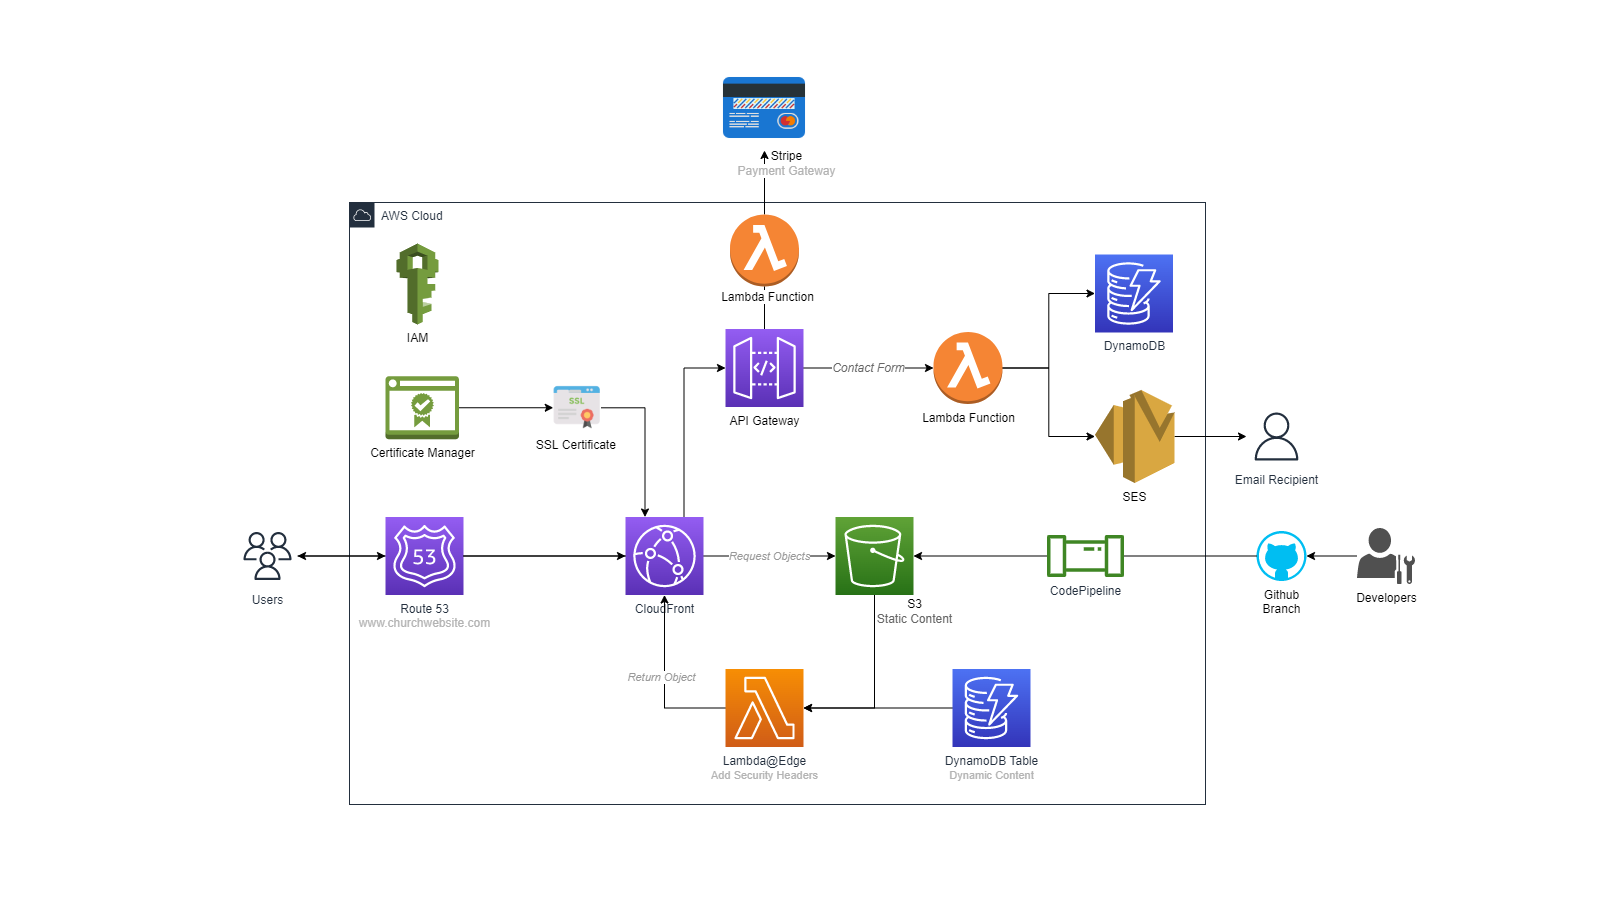 Stripe
Payment Gateway
AWS Cloud
Lambda Function
IAM
DynamoDB
Contact Form
API Gateway
Lambda Function
SSL
SSL Certificate
Certificate Manager
Email Recipient
SES
53
Request Objects
Users
Route 53
www.churchwebsite.com
CloudFront
S3
Static Content
CodePipeline
Github
Branch
Developers
Return Object
Lambda@Edge
Add Security Headers
DynamoDB Table
Dynamic Content